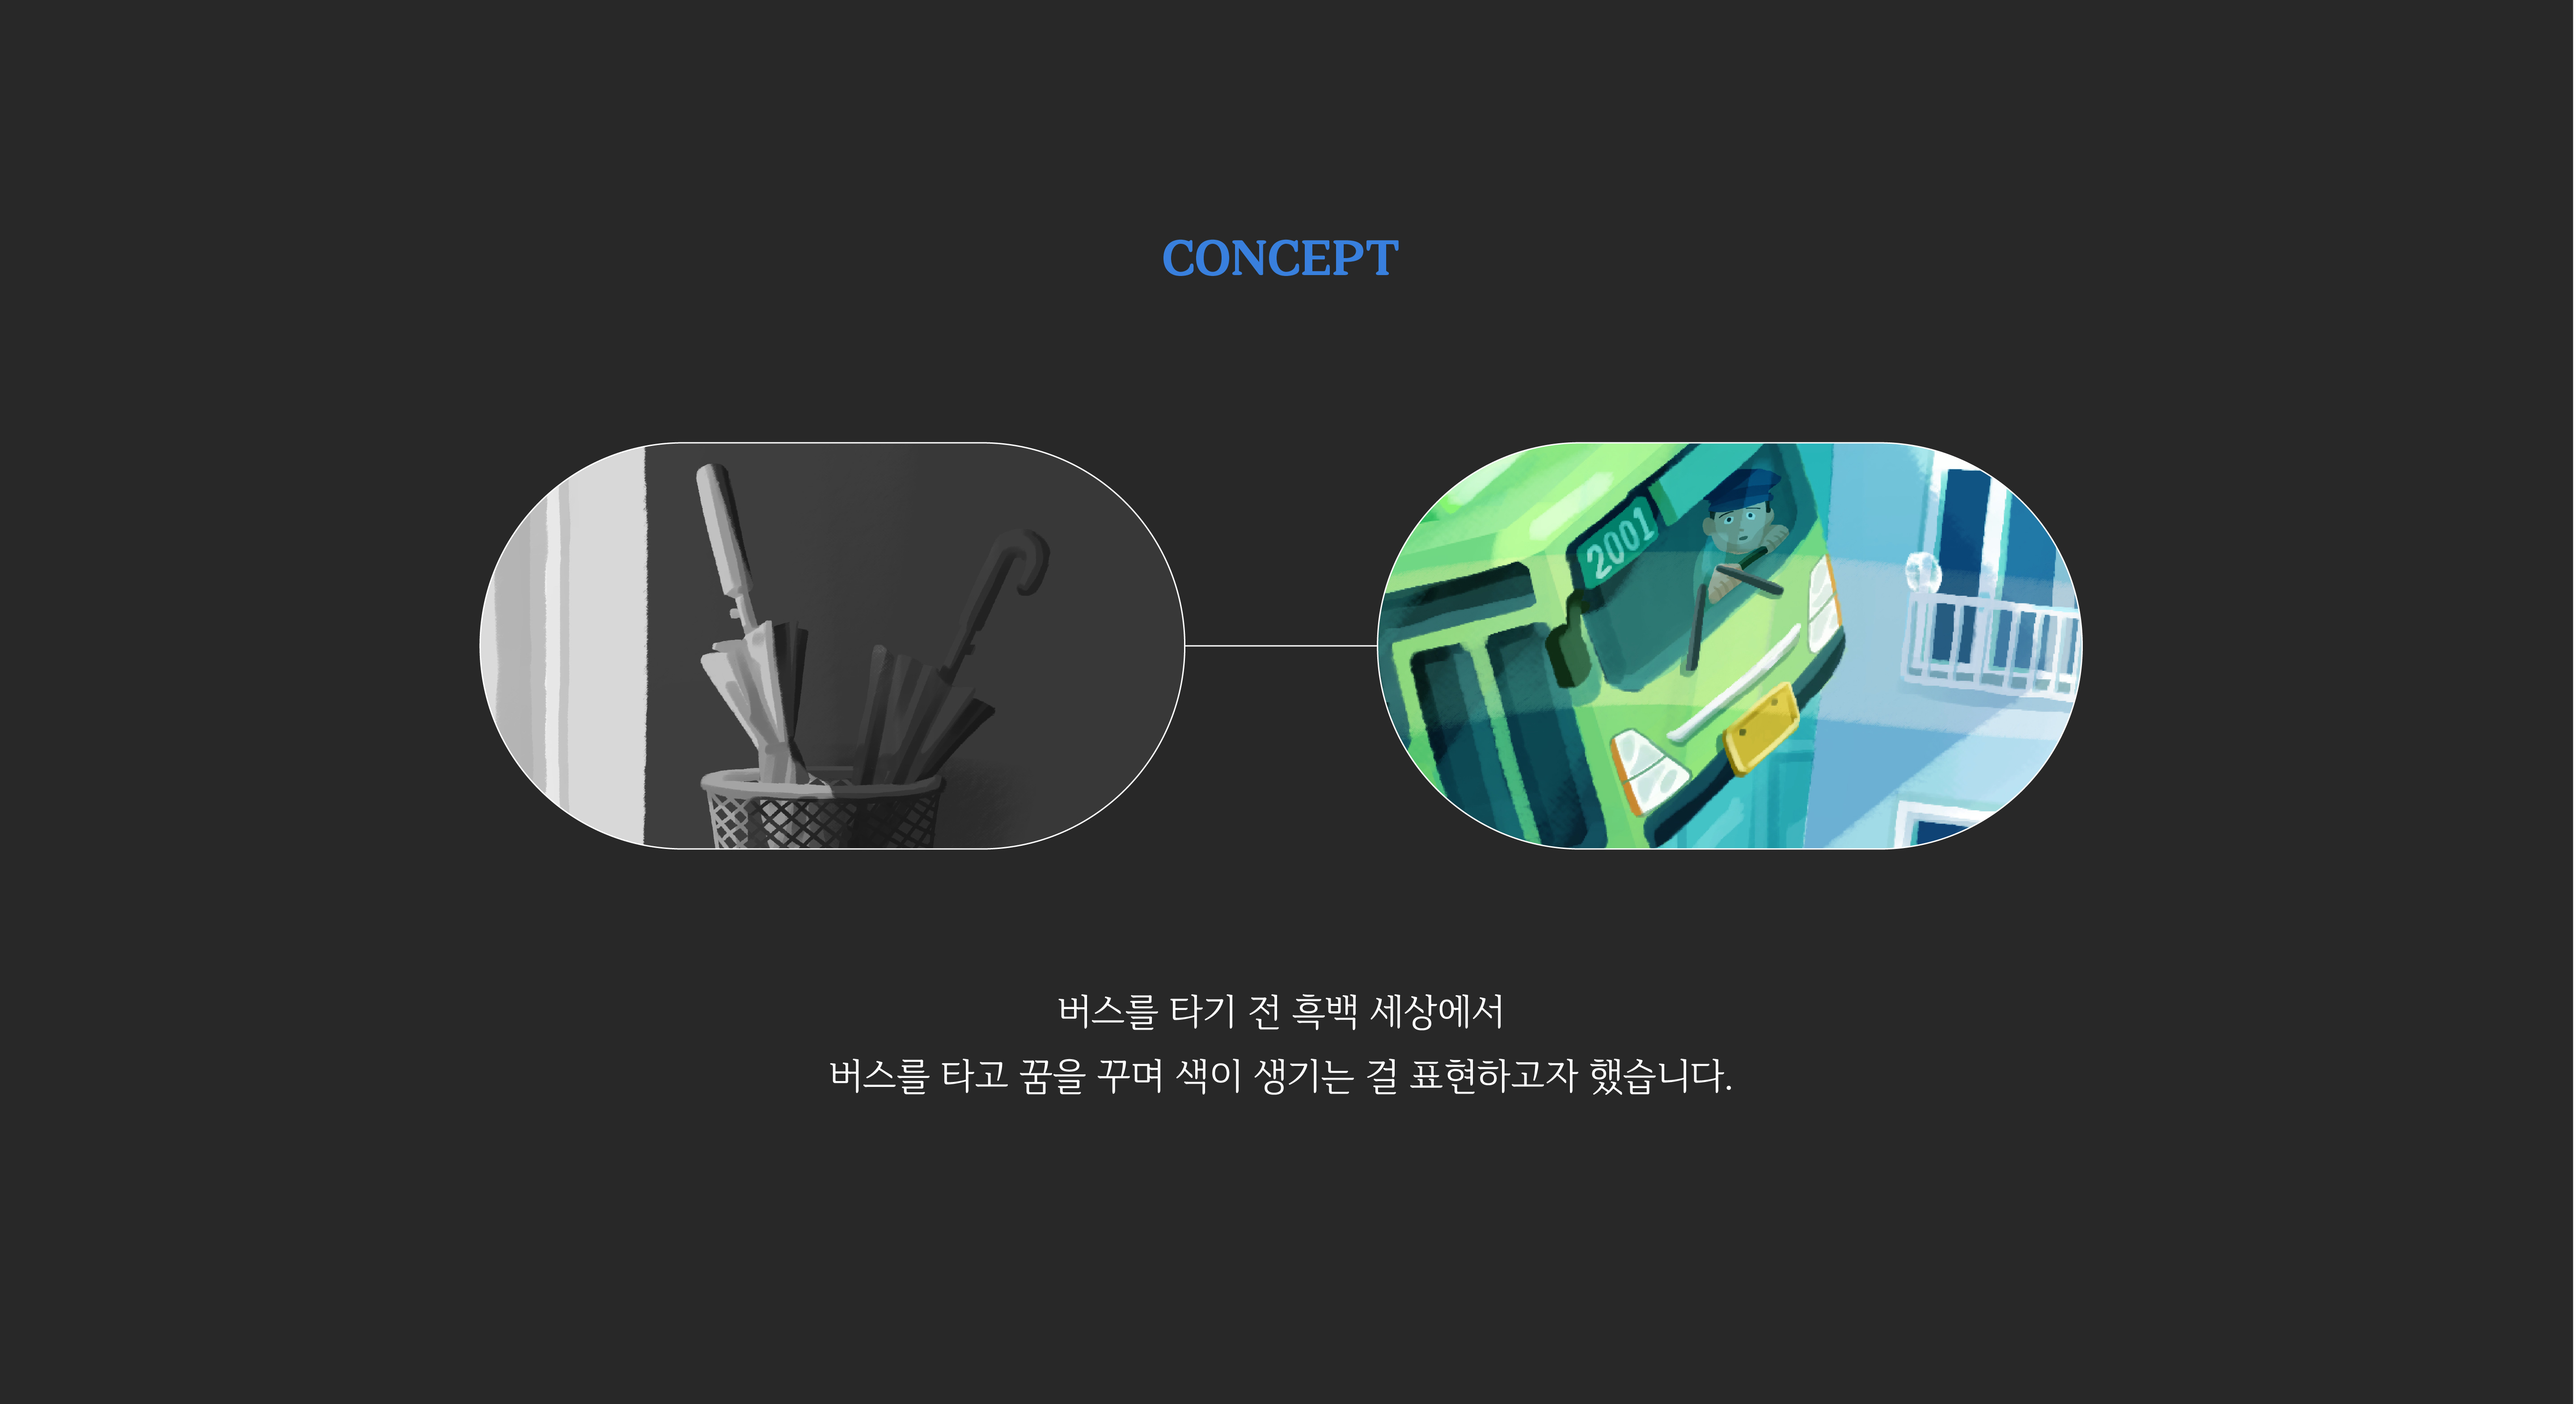 CONCEPT
2001
버스를 타기 전 흑백 세상에서
버스를 타고 꿈을 꾸며 색이 생기는 걸 표현하고자 했습니다.